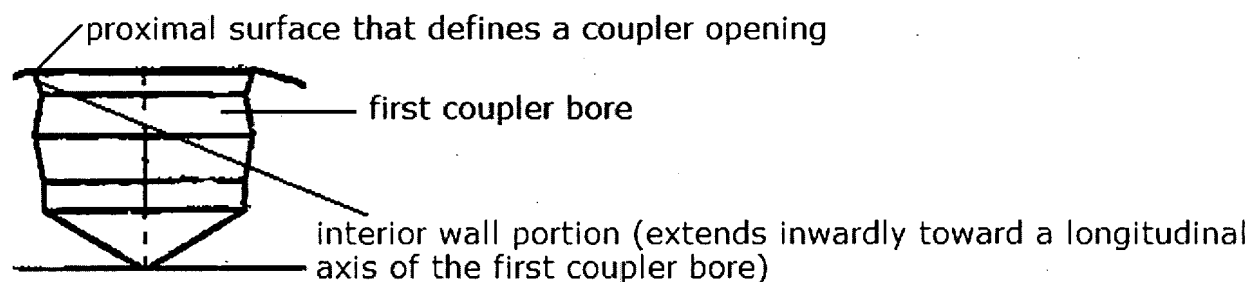 proximal surface that defines a coupler opening
first coupler bore
interior wall portion (extends inwardly toward a longitudinal
axis of the first coupler bore)